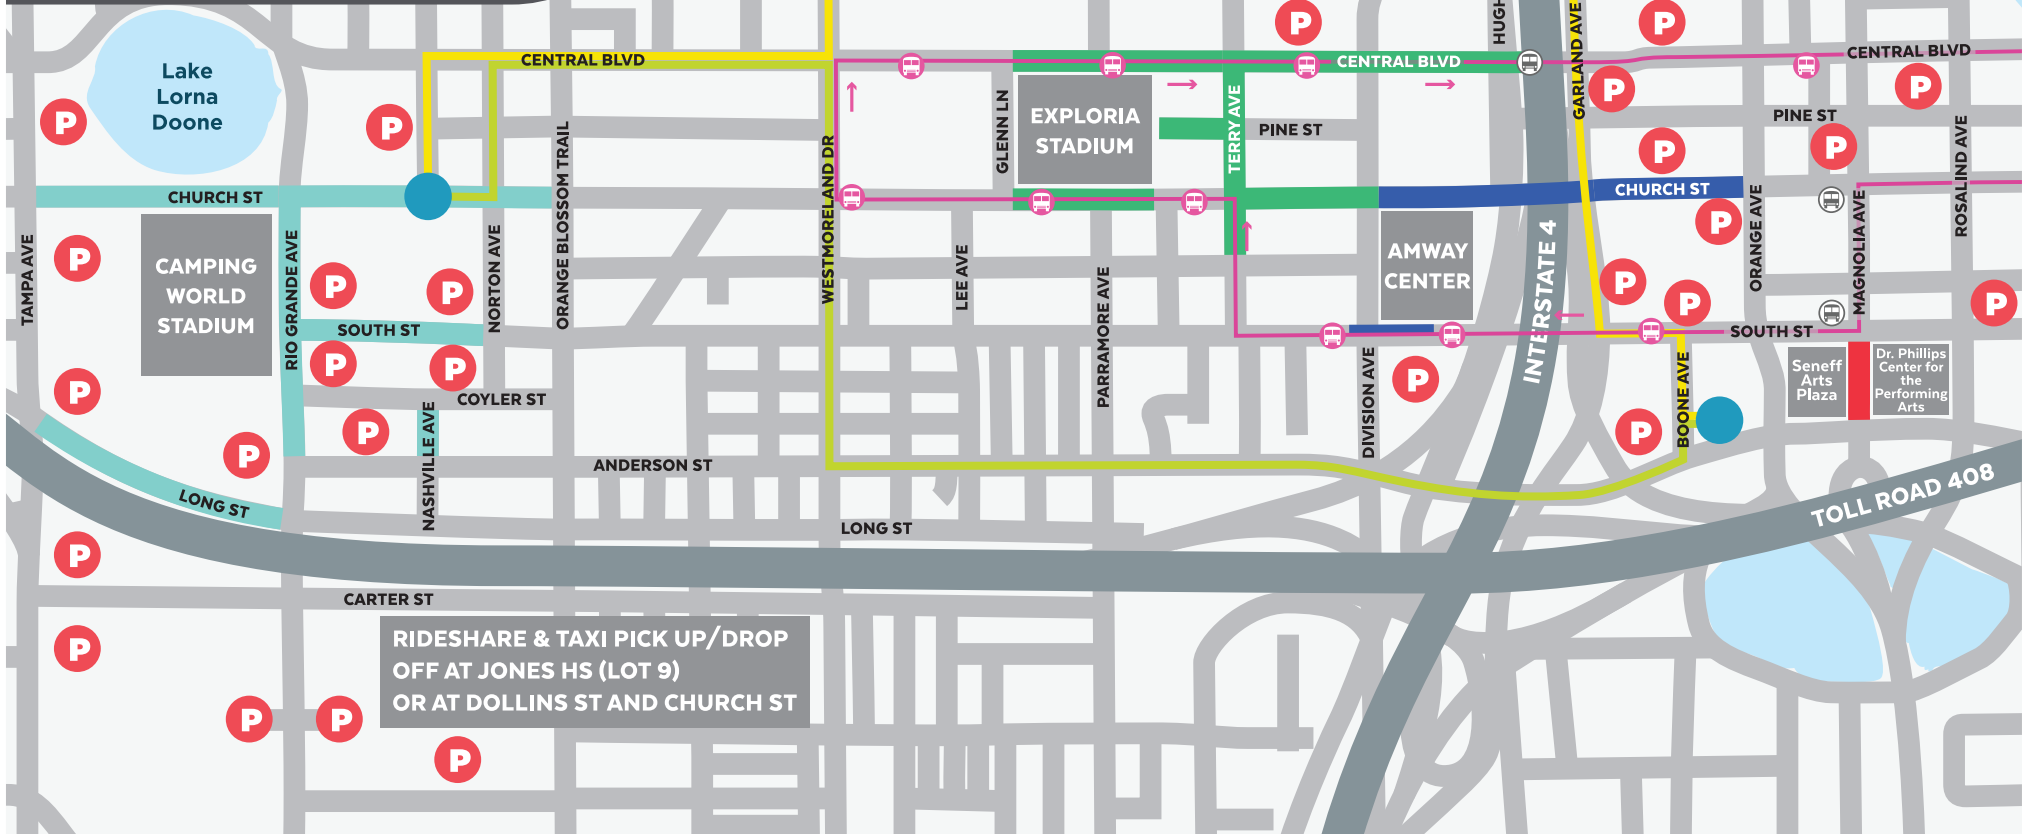 HUGH
GARLAND AVE
CENTRAL BLVD
CENTRAL BLVD
CENTRAL BLVD
P
P
Lake
Lorna
Doone
P
P
P
P
EXPLORIA
STADIUM
GLENN LN
TERRY AVE
PINE ST
PINE ST
ROSALIND AVE
P
P
ORANGE BLOSSOM TRAIL
WESTMORELAND DR
CHURCH ST
CHURCH ST
ORANGE AVE
MAGNOLIA AVE
P
TAMPA AVE
P
CAMPING
WORLD
STADIUM
RIO GRANDE AVE
NORTON AVE
P
P
LEE AVE
PARRAMORE AVE
AMWAY
CENTER
INTERSTATE 4
P
P
P
SOUTH ST
SOUTH ST
P
P
P
COYLER ST
DIVISION AVE
P
BOONE AVE
Seneff
Arts
Plaza
Dr. Phillips
Center for
the
Performing
Arts
P
P
P
NASHVILLE AVE
ANDERSON ST
LONG ST
LONG ST
TOLL ROAD 408
P
CARTER ST
P
RIDESHARE & TAXI PICK UP/DROP
OFF AT JONES HS (LOT 9)
OR AT DOLLINS ST AND CHURCH ST
P
P
P